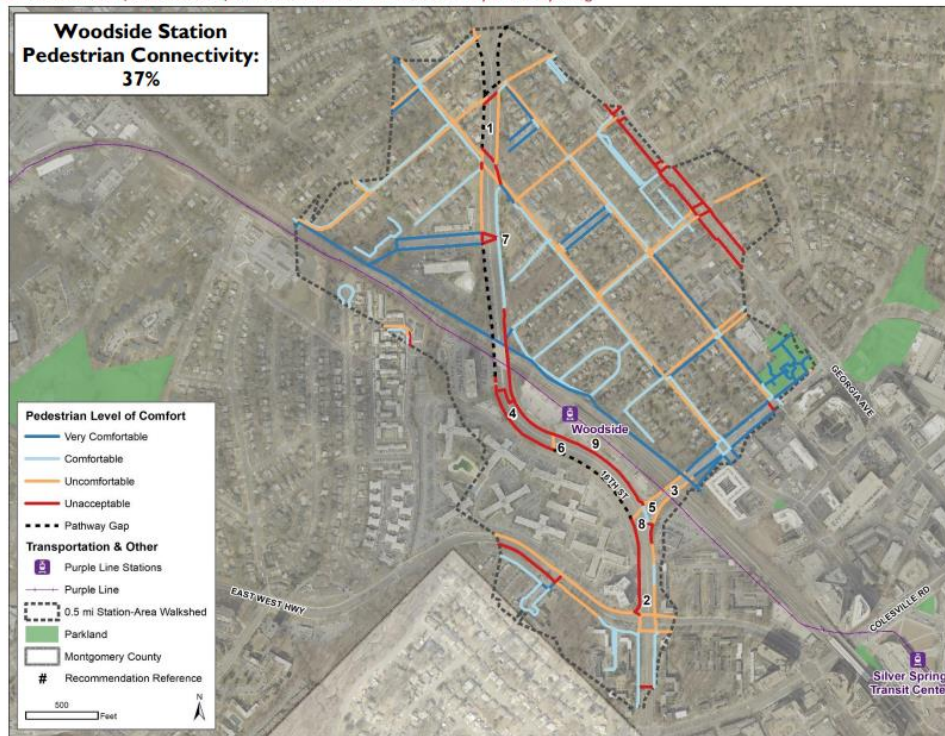 Woodside Station
Pedestrian Connectivity:
37%
1
7
GEORGIA AVE
4
Woodside
9
6
16TH ST
3
5
8
2
EAST WEST HWY
COLESVILLE RD
Silver Spring
Transit Cente
Pedestrian Level of Comfort
Very Comfortable
Comfortable
Uncomfortable
Unacceptable
Pathway Gap
Transportation & Other
Purple Line Stations
Purple Line
0.5 mi Station-Area Walkshed
Parkland
Montgomery County
# Recommendation Reference
500
Feet
N